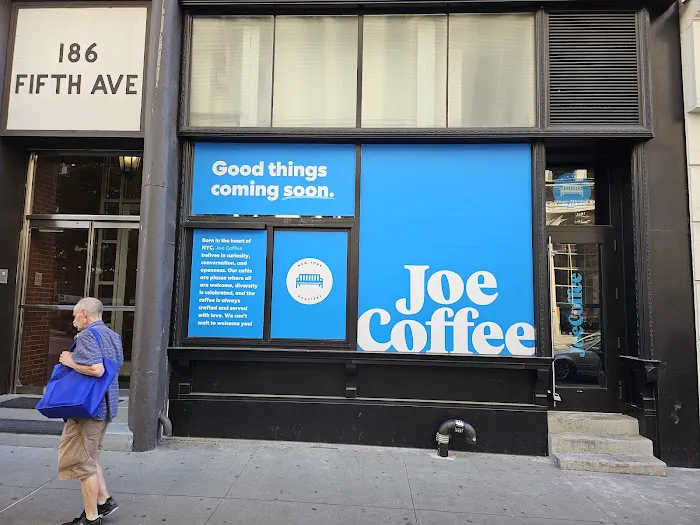 186
FIFTH AVE
Good things
coming soon.
Born in the heart of
NYC, Joe Coffee
belives in curiosity,
conversation, and
openness. Our cafés
are places where all
are welcome, diversity
is celebrated, and the
coffee is always
crafted and served
with love. We can't
wait to welcome you!
NEW YORK
ROASTERS
Joe
Coffee
Joe Coffee